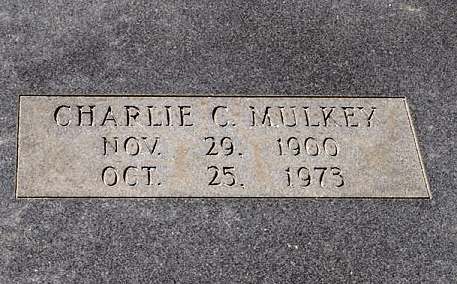 CHARLIE C. MULKEY
NOV. 29. 1900
OCT. 25. 1973